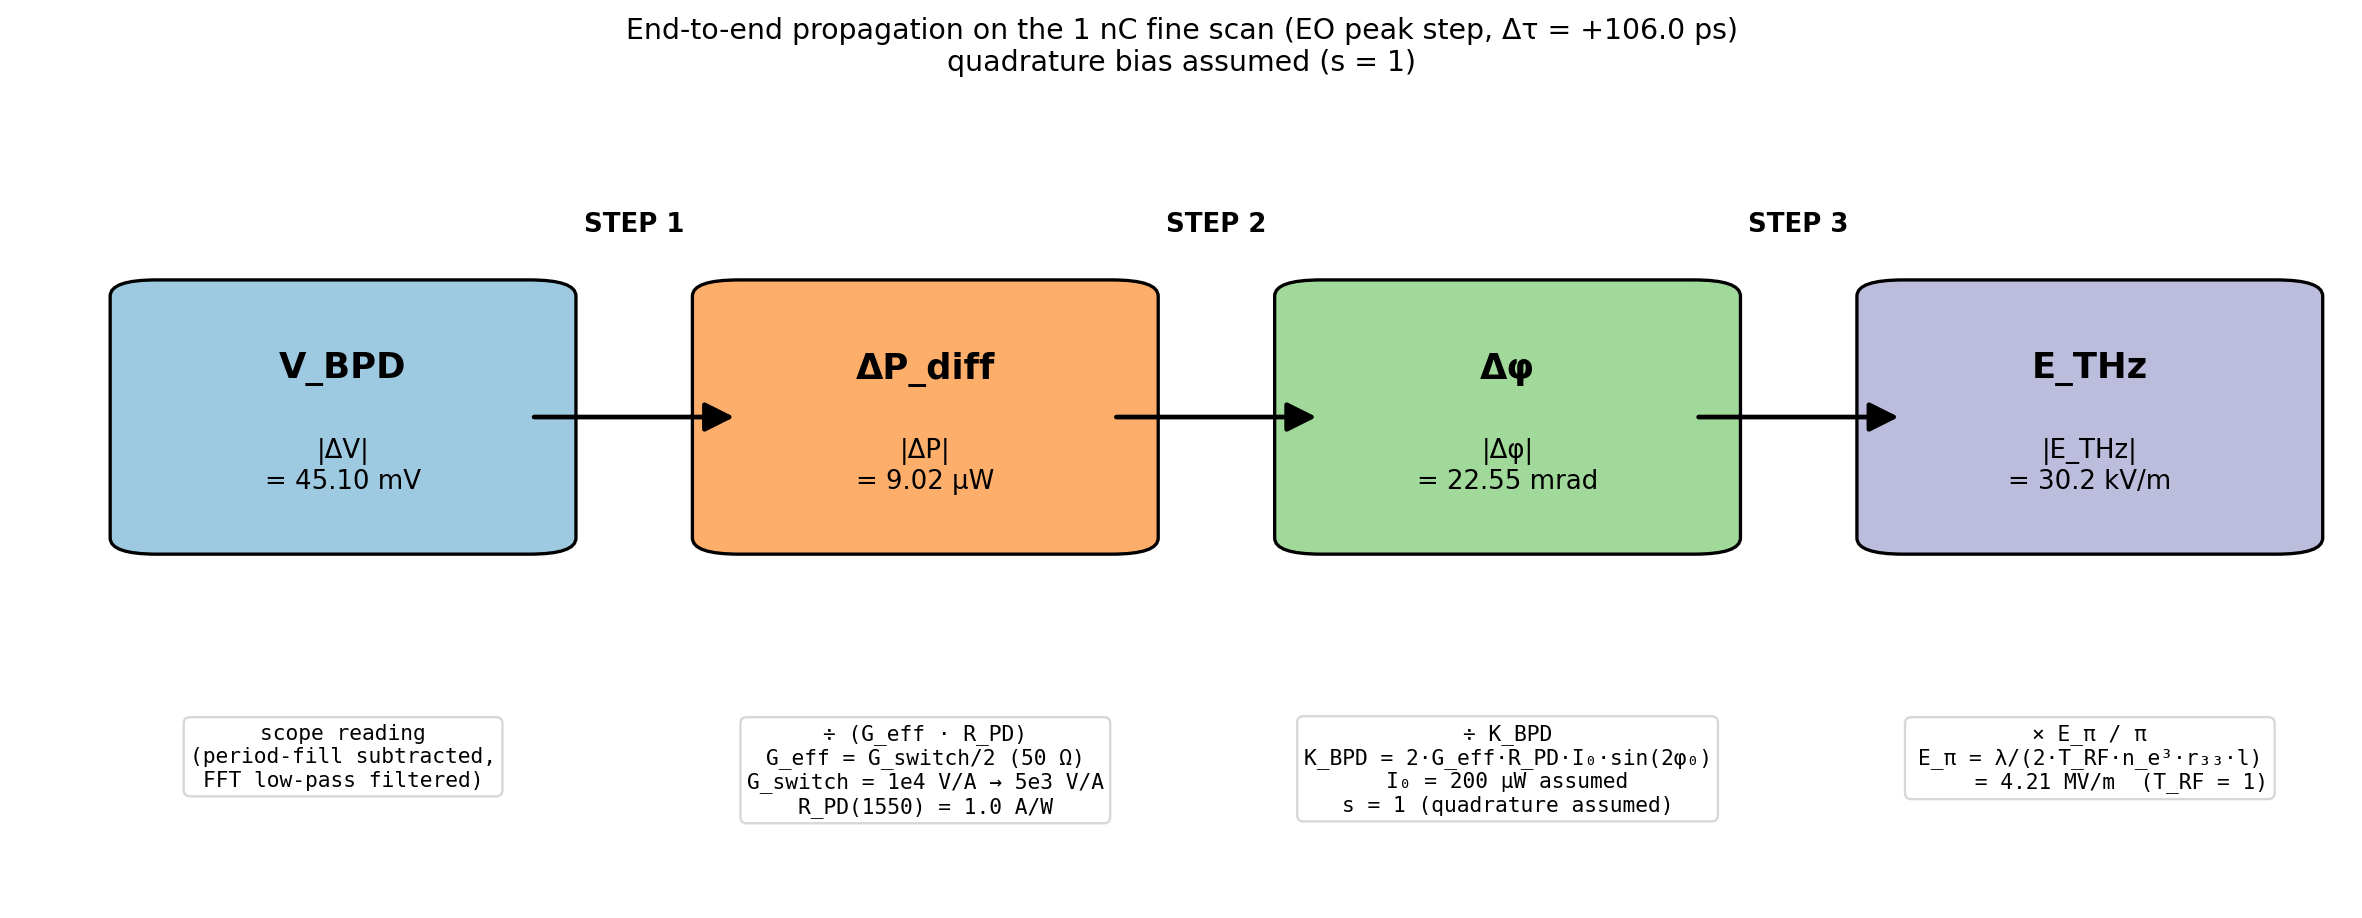 End-to-end propagation on the 1 nC fine scan (EO peak step, Δτ = +106.0 ps)
quadrature bias assumed (s = 1)
STEP 1
STEP 2
STEP 3
V_BPD
|ΔV|
= 45.10 mV
ΔP_diff
|ΔP|
= 9.02 µW
Δφ
|Δφ|
= 22.55 mrad
E_THz
|E_THz|
= 30.2 kV/m
scope reading
(period-fill subtracted,
FFT low-pass filtered)
÷ (G_eff · R_PD)
G_eff = G_switch/2 (50 Ω)
G_switch = 1e4 V/A → 5e3 V/A
R_PD(1550) = 1.0 A/W
÷ K_BPD
K_BPD = 2·G_eff·R_PD·I₀·sin(2φ₀)
I₀ = 200 µW assumed
s = 1 (quadrature assumed)
× E_π / π
E_π = λ/(2·T_RF·n_e³·r₃₃·l)
= 4.21 MV/m (T_RF = 1)